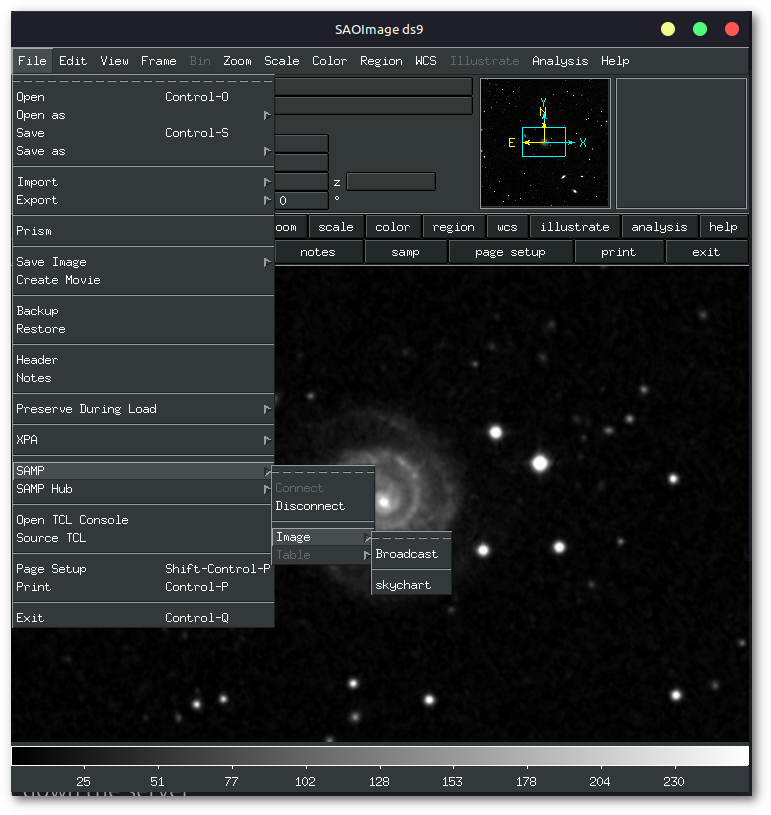 SAOImage ds9
File Edit View Frame Bin Zoom Scale Color Region WCS Illustrate Analysis Help
Open Control-O
Open as
Save Control-S
Save as
Import
Export
Prism
Save Image
Create Movie
Backup
Restore
Header
Notes
Preserve During Load
XPA
SAMP
SAMP Hub
Open TCL Console
Source TCL
Page Setup Shift-Control-P
Print Control-P
Exit Control-Q
Connect
Disconnect
Image
Table
Broadcast
skychart
z
0 °
Y
N
E X
oom scale color region wcs illustrate analysis help
notes samp page setup print exit
25 51 77 102 128 153 178 204 230
down the server